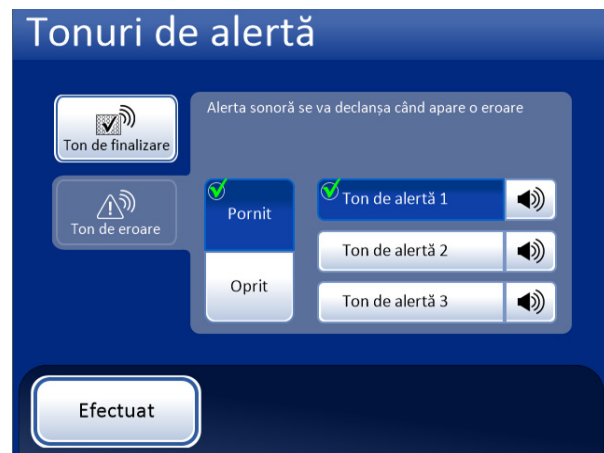 Tonuri de alertă
Ton de finalizare
Alerta sonoră se va declanșa când apare o eroare
Ton de eroare
Pornit
Oprit
Ton de alertă 1
Ton de alertă 2
Ton de alertă 3
Efectuat